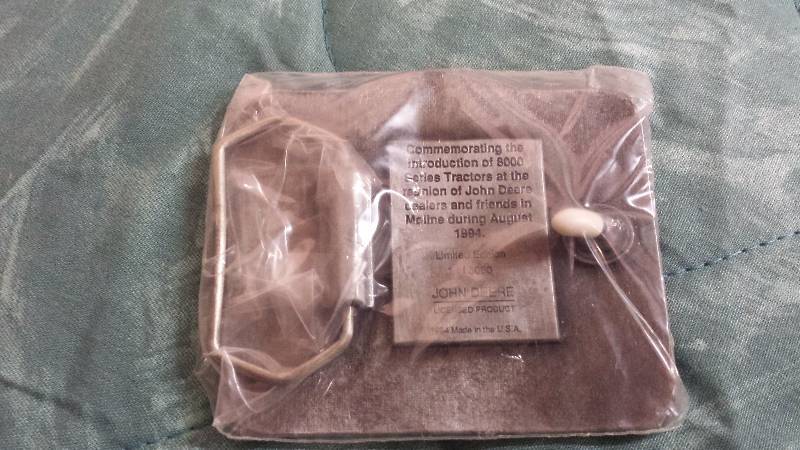 Commemorating the
introduction of 8000
Series Tractors at the
reunion of John Deere
dealers and friends in
Moline during August
1994.
Limited Edition
JOHN DEERE
LICENSED PRODUCT
1994 Made in the U.S.A.